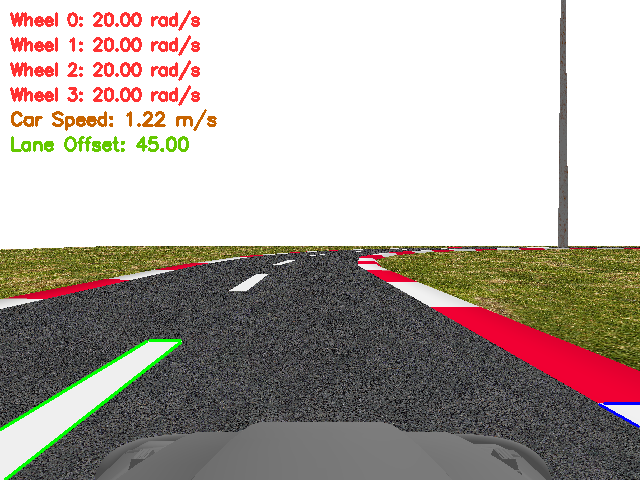 Wheel 0: 20.00 rad/s
Wheel 1: 20.00 rad/s
Wheel 2: 20.00 rad/s
Wheel 3: 20.00 rad/s
Car Speed: 1.22 m/s
Lane Offset: 45.00